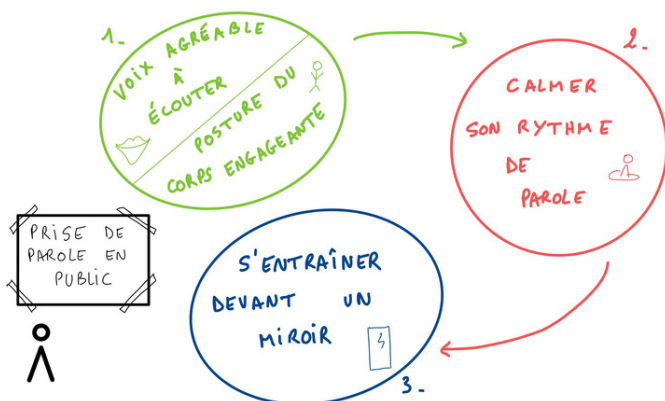 1.
VOIX AGRÉABLE
À
ÉCOUTER
POSTURE DU
CORPS ENGAGEANTE
2.
CALMER
SON RYTHME
DE
PAROLE
PRISE DE
PAROLE EN
PUBLIC
S'ENTRAÎNER
DEVANT UN
MIROIR
3.